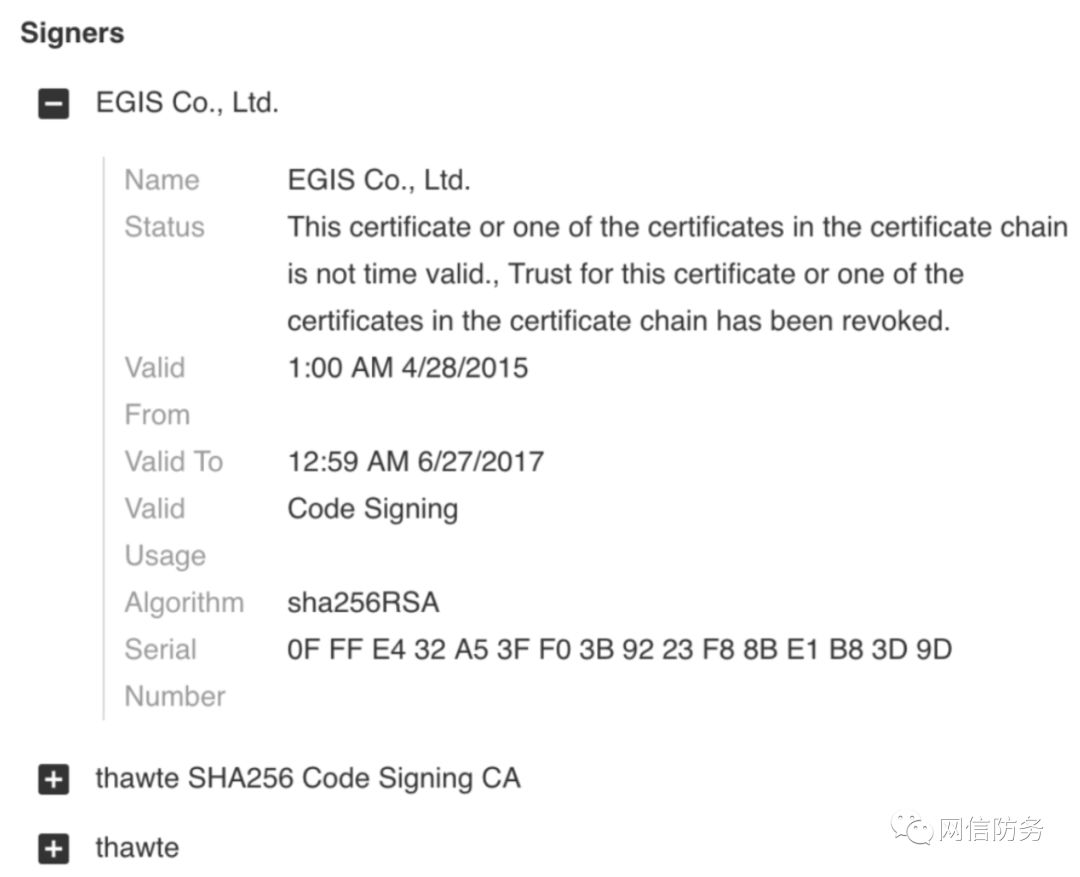 Signers
EGIS Co., Ltd.
Name EGIS Co., Ltd.
Status This certificate or one of the certificates in the certificate chain
is not time valid., Trust for this certificate or one of the
certificates in the certificate chain has been revoked.
Valid 1:00 AM 4/28/2015
From
Valid To 12:59 AM 6/27/2017
Valid Code Signing
Usage
Algorithm sha256RSA
Serial 0F FF E4 32 A5 3F F0 3B 92 23 F8 8B E1 B8 3D 9D
Number
thawte SHA256 Code Signing CA
thawte
网信防务